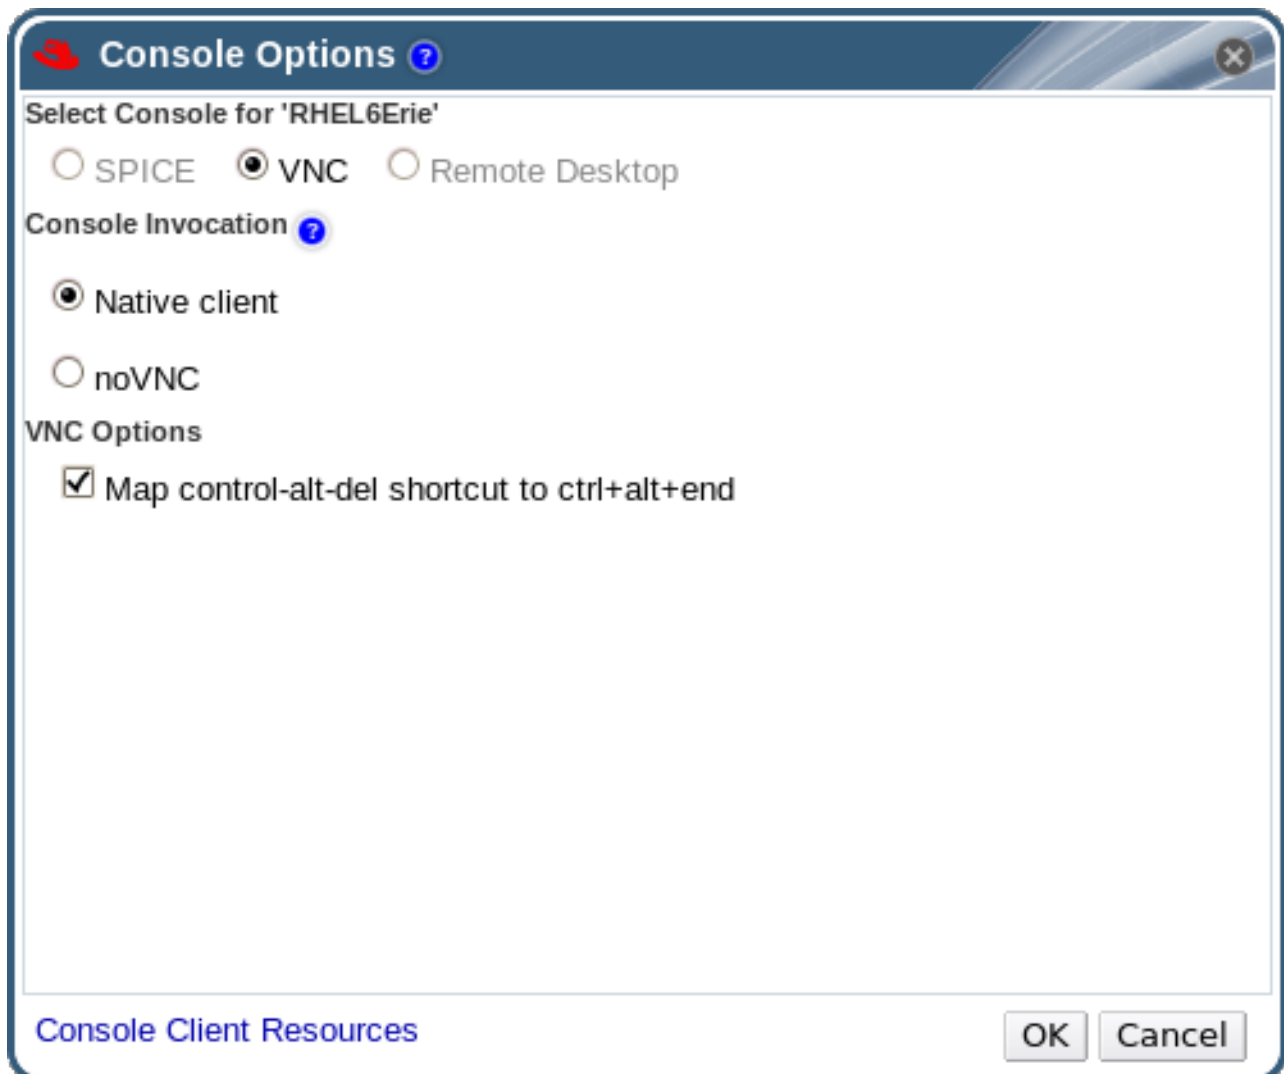 Console Options ?
Select Console for 'RHEL6Erie'
SPICE VNC Remote Desktop
Console Invocation ?
Native client
noVNC
VNC Options
Map control-alt-del shortcut to ctrl+alt+end
Console Client Resources OK Cancel